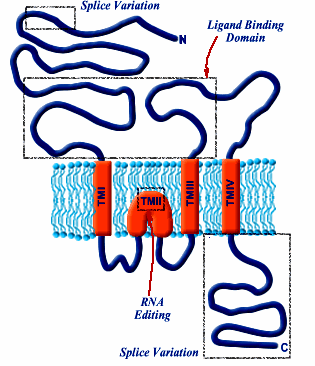 Splice Variation
N
Ligand Binding
Domain
TMI
TMII
TMIII
TMIV
RNA
Editing
Splice Variation
C